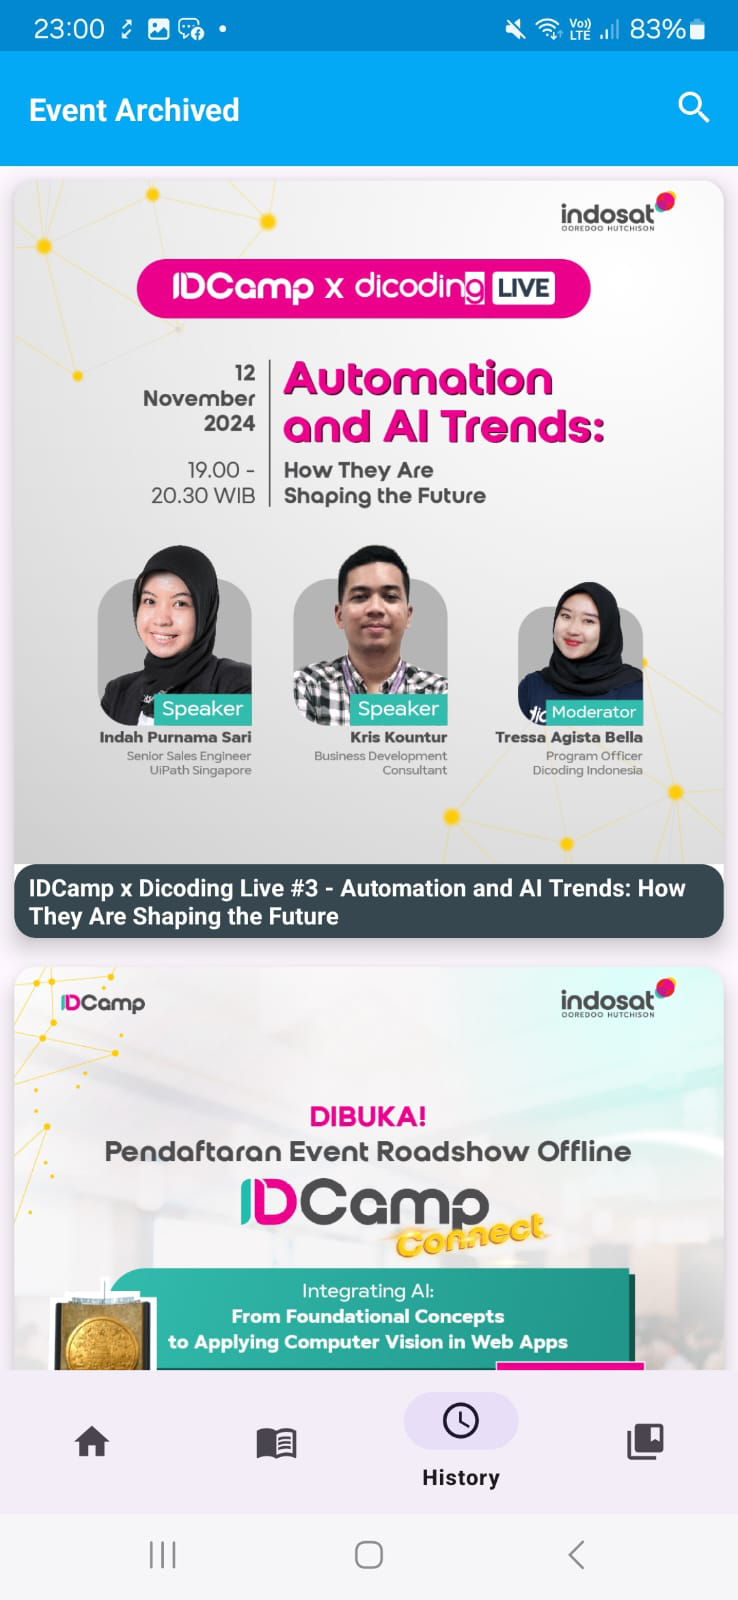 23:00
Vo))
LTE
83%
Event Archived
indosat
OOREDOO HUTCHISON
IDCamp x dicoding LIVE
12
November
2024
19.00 -
20.30 WIB
Automation
and AI Trends:
How They Are
Shaping the Future
Speaker
Indah Purnama Sari
Senior Sales Engineer
UiPath Singapore
Speaker
Kris Kountur
Business Development
Consultant
Moderator
Tressa Agista Bella
Program Officer
Dicoding Indonesia
IDCamp x Dicoding Live #3 - Automation and AI Trends: How
They Are Shaping the Future
IDCamp
indosat
OOREDOO HUTCHISON
DIBUKA!
Pendaftaran Event Roadshow Offline
IDCamp
Connect
Integrating AI:
From Foundational Concepts
to Applying Computer Vision in Web Apps
History